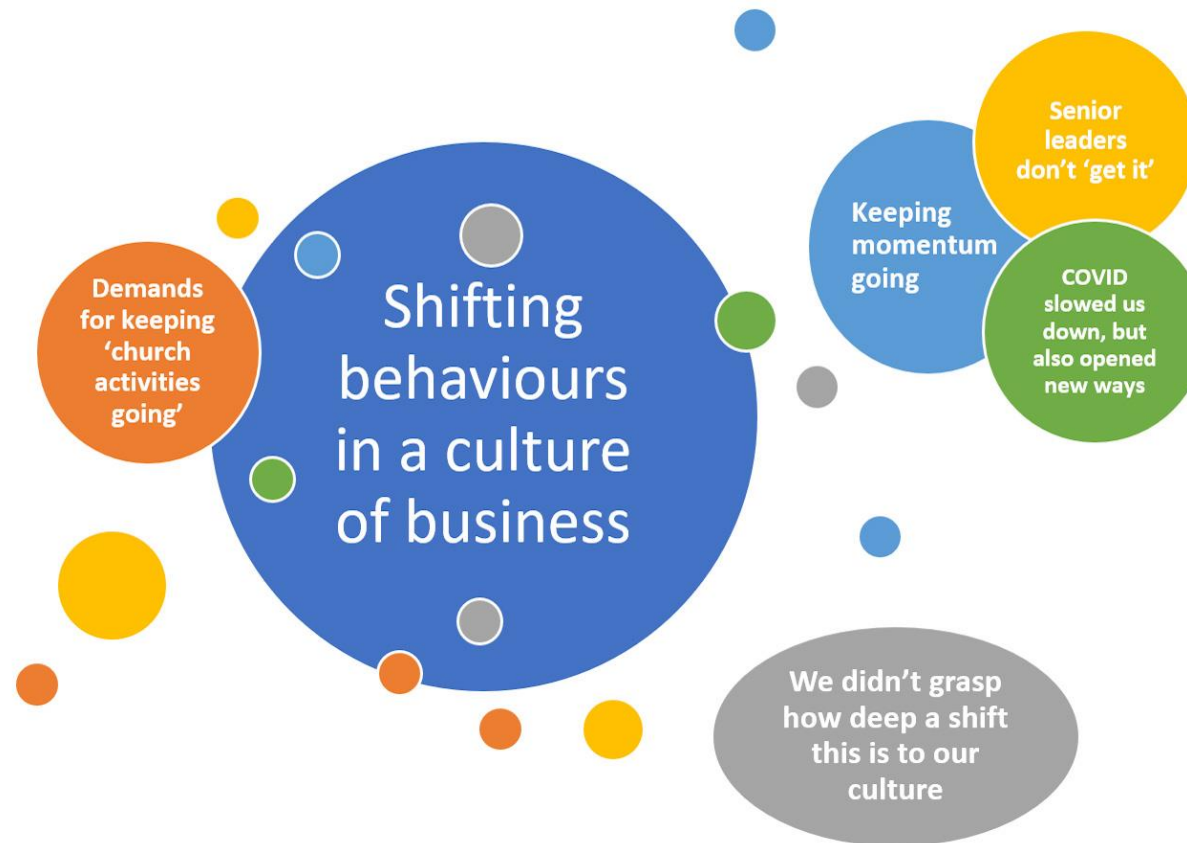 Senior
leaders
don’t ‘get it’
Keeping
momentum
going
COVID
slowed us
down, but
also opened
new ways
Demands
for keeping
‘church
activities
going’
Shifting
behaviours
in a culture
of business
We didn’t grasp
how deep a shift
this is to our
culture